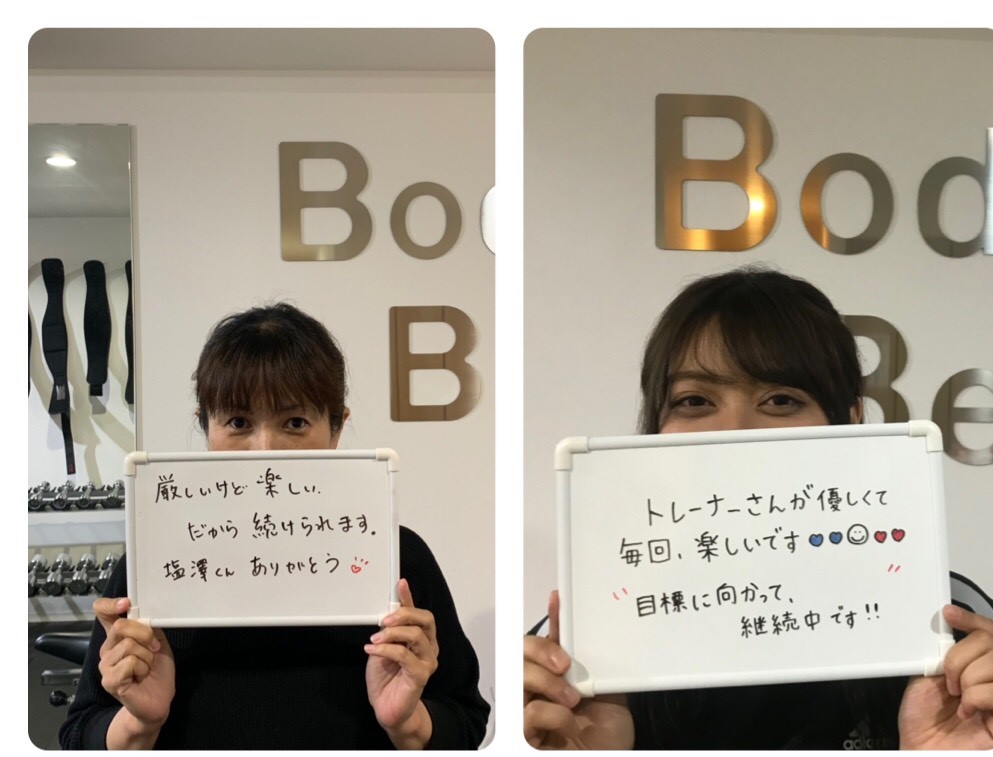 Bo
B
厳しいけど 楽しい.
だから 続けられます.
塩澤くん ありがとう
Bod
Be
トレーナーさんが優しくて
毎回、楽しいです
目標に向かって、
継続中です!!